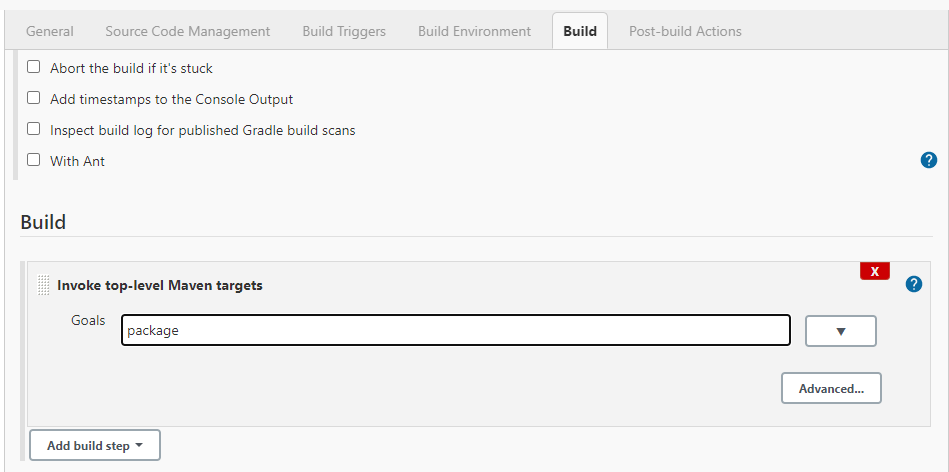 General Source Code Management Build Triggers Build Environment Build Post-build Actions
Abort the build if it's stuck
Add timestamps to the Console Output
Inspect build log for published Gradle build scans
With Ant
?
Build
X
Invoke top-level Maven targets
?
Goals package
Advanced...
Add build step